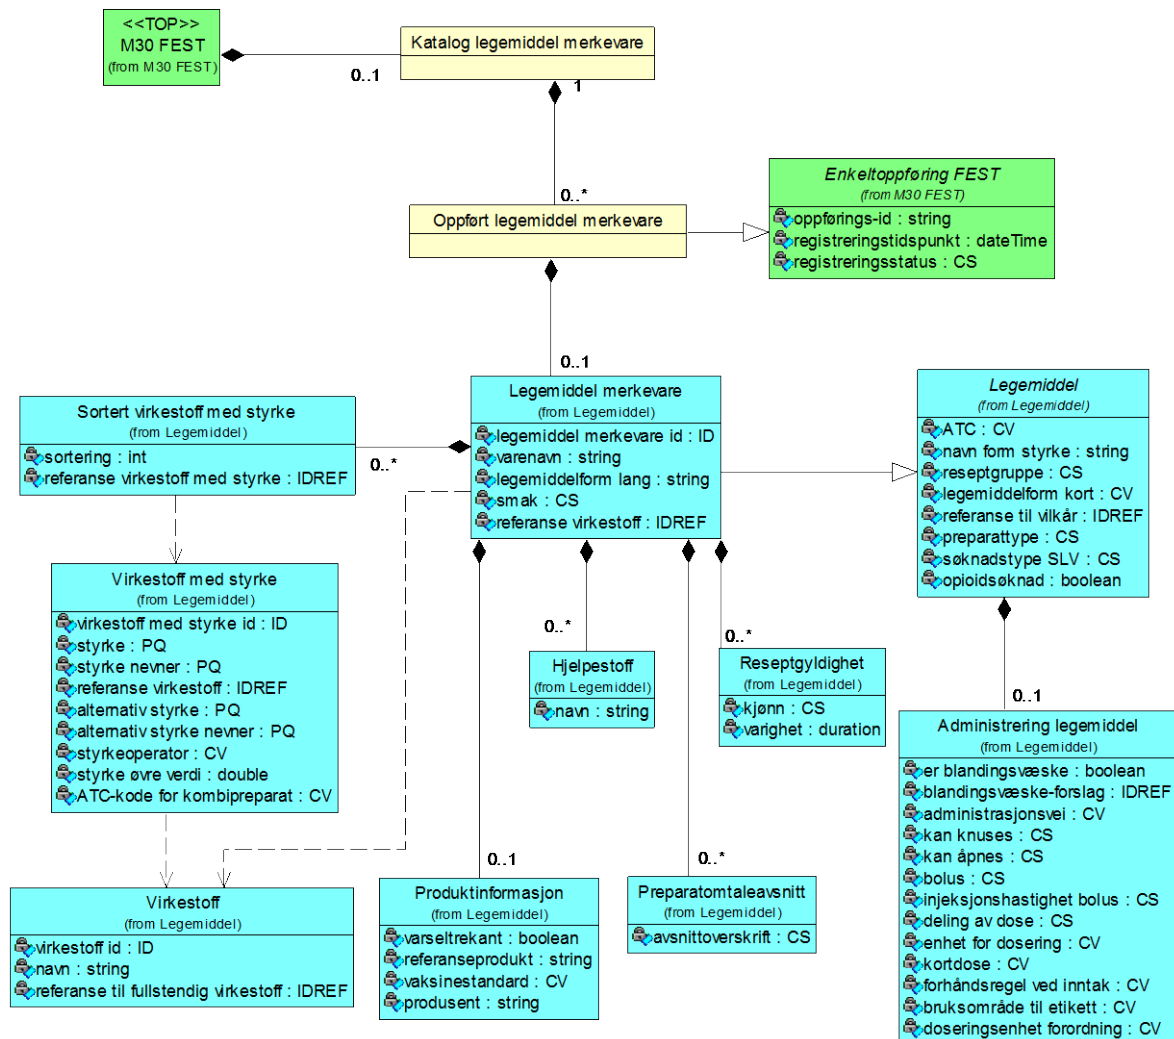 <<TOP>>
M30 FEST
(from M30 FEST)
0..1
Katalog legemiddel merkevare
1
0..*
Oppført legemiddel merkevare
Enkeltoppføring FEST
(from M30 FEST)
oppførings-id : string
registreringstidspunkt : dateTime
registreringsstatus : CS
0..1
Sortert virkestoff med styrke
(from Legemiddel)
sortering : int
referanse virkestoff med styrke : IDREF
0..*
Legemiddel merkevare
(from Legemiddel)
legemiddel merkevare id : ID
varenavn : string
legemiddelform lang : string
smak : CS
referanse virkestoff : IDREF
Legemiddel
(from Legemiddel)
ATC : CV
navn form styrke : string
reseptgruppe : CS
legemiddelform kort : CV
referanse til vilkår : IDREF
preparattype : CS
søknadstype SLV : CS
opioidsøknad : boolean
Virkestoff med styrke
(from Legemiddel)
virkestoff med styrke id : ID
styrke : PQ
styrke nevner : PQ
referanse virkestoff : IDREF
alternativ styrke : PQ
alternativ styrke nevner : PQ
styrkeoperator : CV
styrke øvre verdi : double
ATC-kode for kombipreparat : CV
0..*
Hjelpestoff
(from Legemiddel)
navn : string
0..*
Reseptgyldighet
(from Legemiddel)
kjønn : CS
varighet : duration
0..1
Administrering legemiddel
(from Legemiddel)
er blandingsvæske : boolean
blandingsvæske-forslag : IDREF
administrasjonsvei : CV
kan knuses : CS
kan åpnes : CS
bolus : CS
injeksjonshastighet bolus : CS
deling av dose : CS
enhet for dosering : CV
kortdose : CV
forhåndsregel ved inntak : CV
bruksområde til etikett : CV
doseringsenhet forordning : CV
Virkestoff
(from Legemiddel)
virkestoff id : ID
navn : string
referanse til fullstendig virkestoff : IDREF
0..1
Produktinformasjon
(from Legemiddel)
varseltrekant : boolean
referanseprodukt : string
vaksinestandard : CV
produsent : string
0..*
Preparatomtaleavsnitt
(from Legemiddel)
avsnittoverskrift : CS